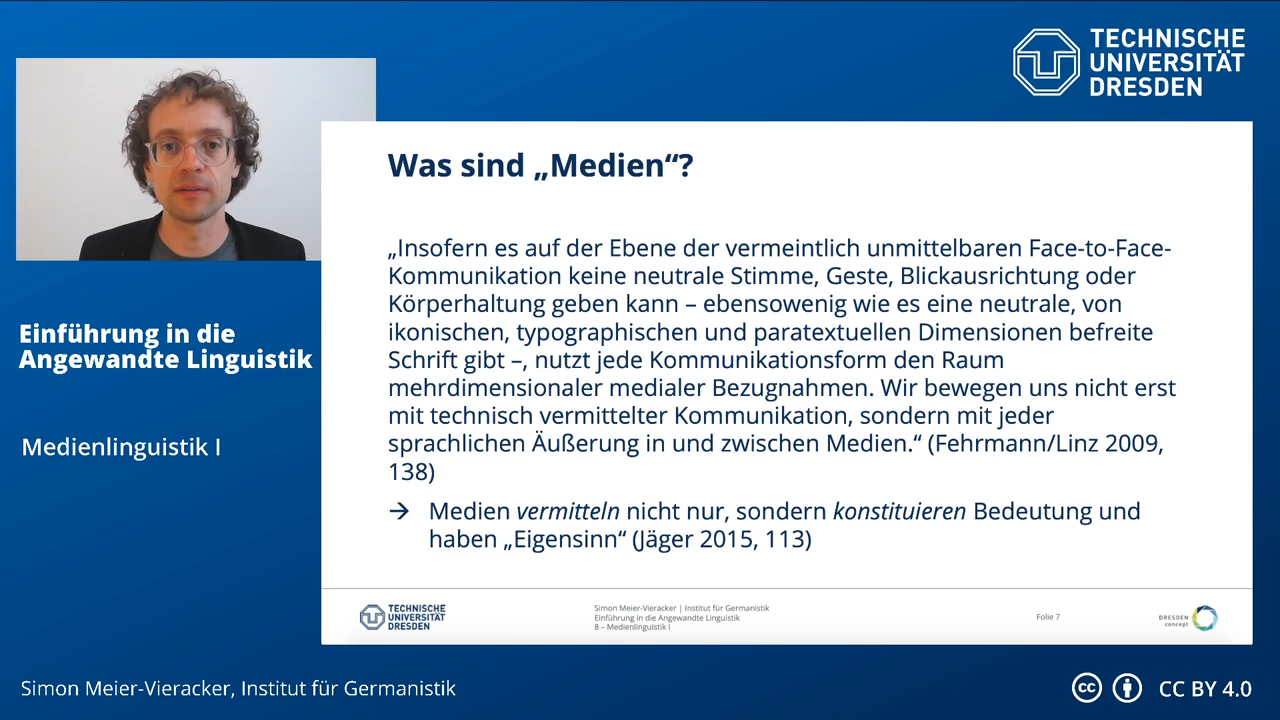 TECHNISCHE
UNIVERSITÄT
DRESDEN
Einführung in die
Angewandte Linguistik
Medienlinguistik I
Was sind „Medien“?
„Insofern es auf der Ebene der vermeintlich unmittelbaren Face-to-Face-
Kommunikation keine neutrale Stimme, Geste, Blickausrichtung oder
Körperhaltung geben kann – ebensowenig wie es eine neutrale, von
ikonischen, typographischen und paratextuellen Dimensionen befreite
Schrift gibt –, nutzt jede Kommunikationsform den Raum
mehrdimensionaler medialer Bezugnahmen. Wir bewegen uns nicht erst
mit technisch vermittelter Kommunikation, sondern mit jeder
sprachlichen Äußerung in und zwischen Medien.“ (Fehrmann/Linz 2009,
138)
→ Medien vermitteln nicht nur, sondern konstituieren Bedeutung und
haben „Eigensinn“ (Jäger 2015, 113)
TECHNISCHE
UNIVERSITÄT
DRESDEN
Simon Meier-Vieracker | Institut für Germanistik
Einführung in die Angewandte Linguistik
8 – Medienlinguistik I
Folie 7
DRESDEN
concept
Simon Meier-Vieracker, Institut für Germanistik
cc CC BY 4.0